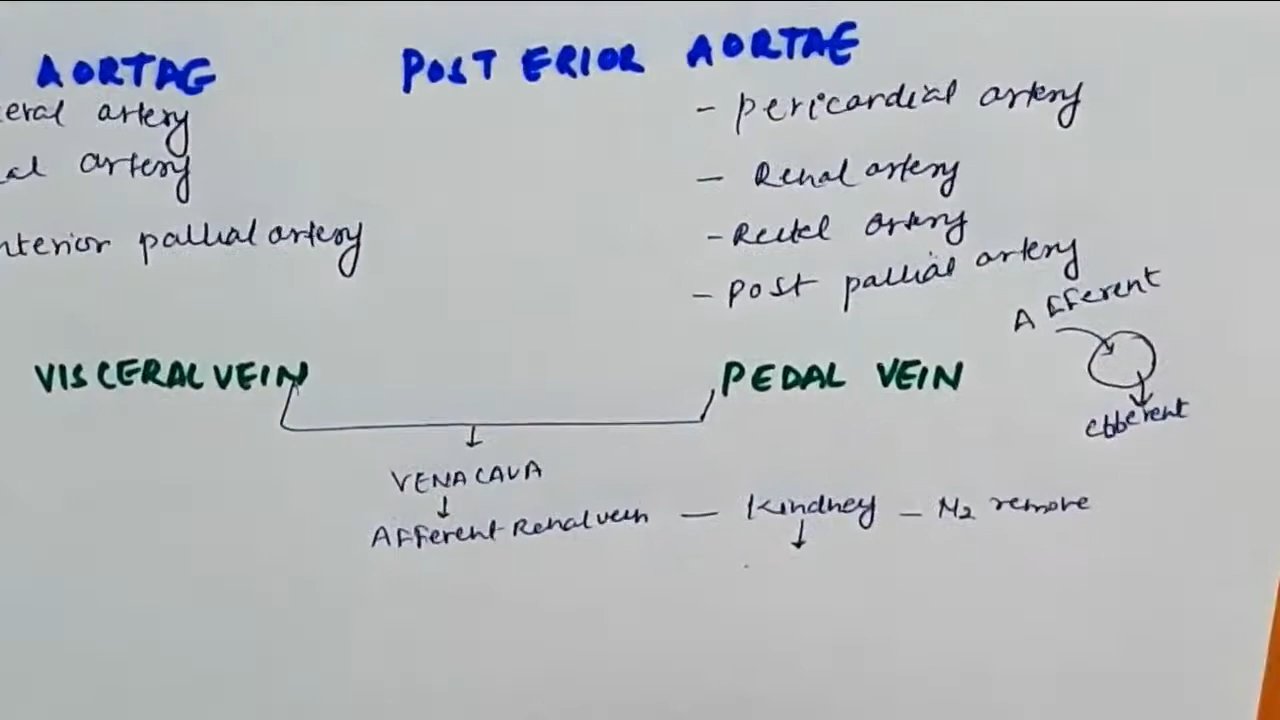 AORTAE
POSTERIOR AORTAE
eral artery
al artery
nterior pallial artery
- pericardial artery
- Renal artery
- Rectel artery
- Post pallial artery
Afferent
efferent
VISCERAL VEIN
PEDAL VEIN
VENACAVA
Afferent Renal vein - Kindney - N2 remove